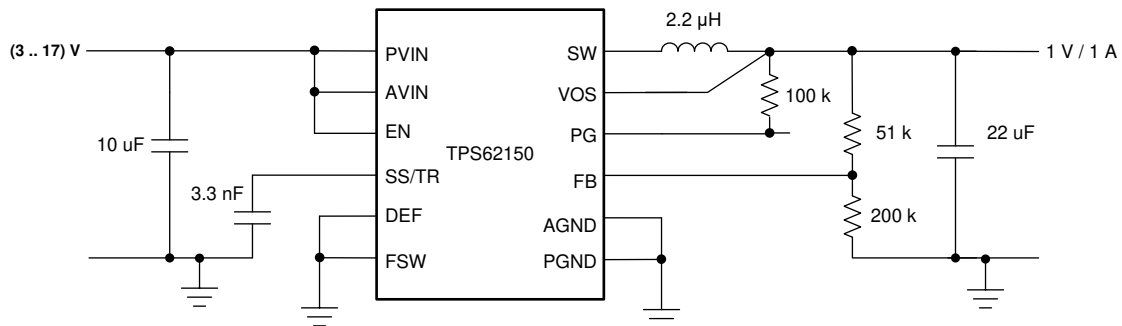 (3 .. 17) V
10 uF
3.3 nF
PVIN
AVIN
EN
SS/TR
DEF
FSW
TPS62150
SW
VOS
PG
FB
AGND
PGND
2.2 µH
100 k
51 k
200 k
22 uF
1 V / 1 A